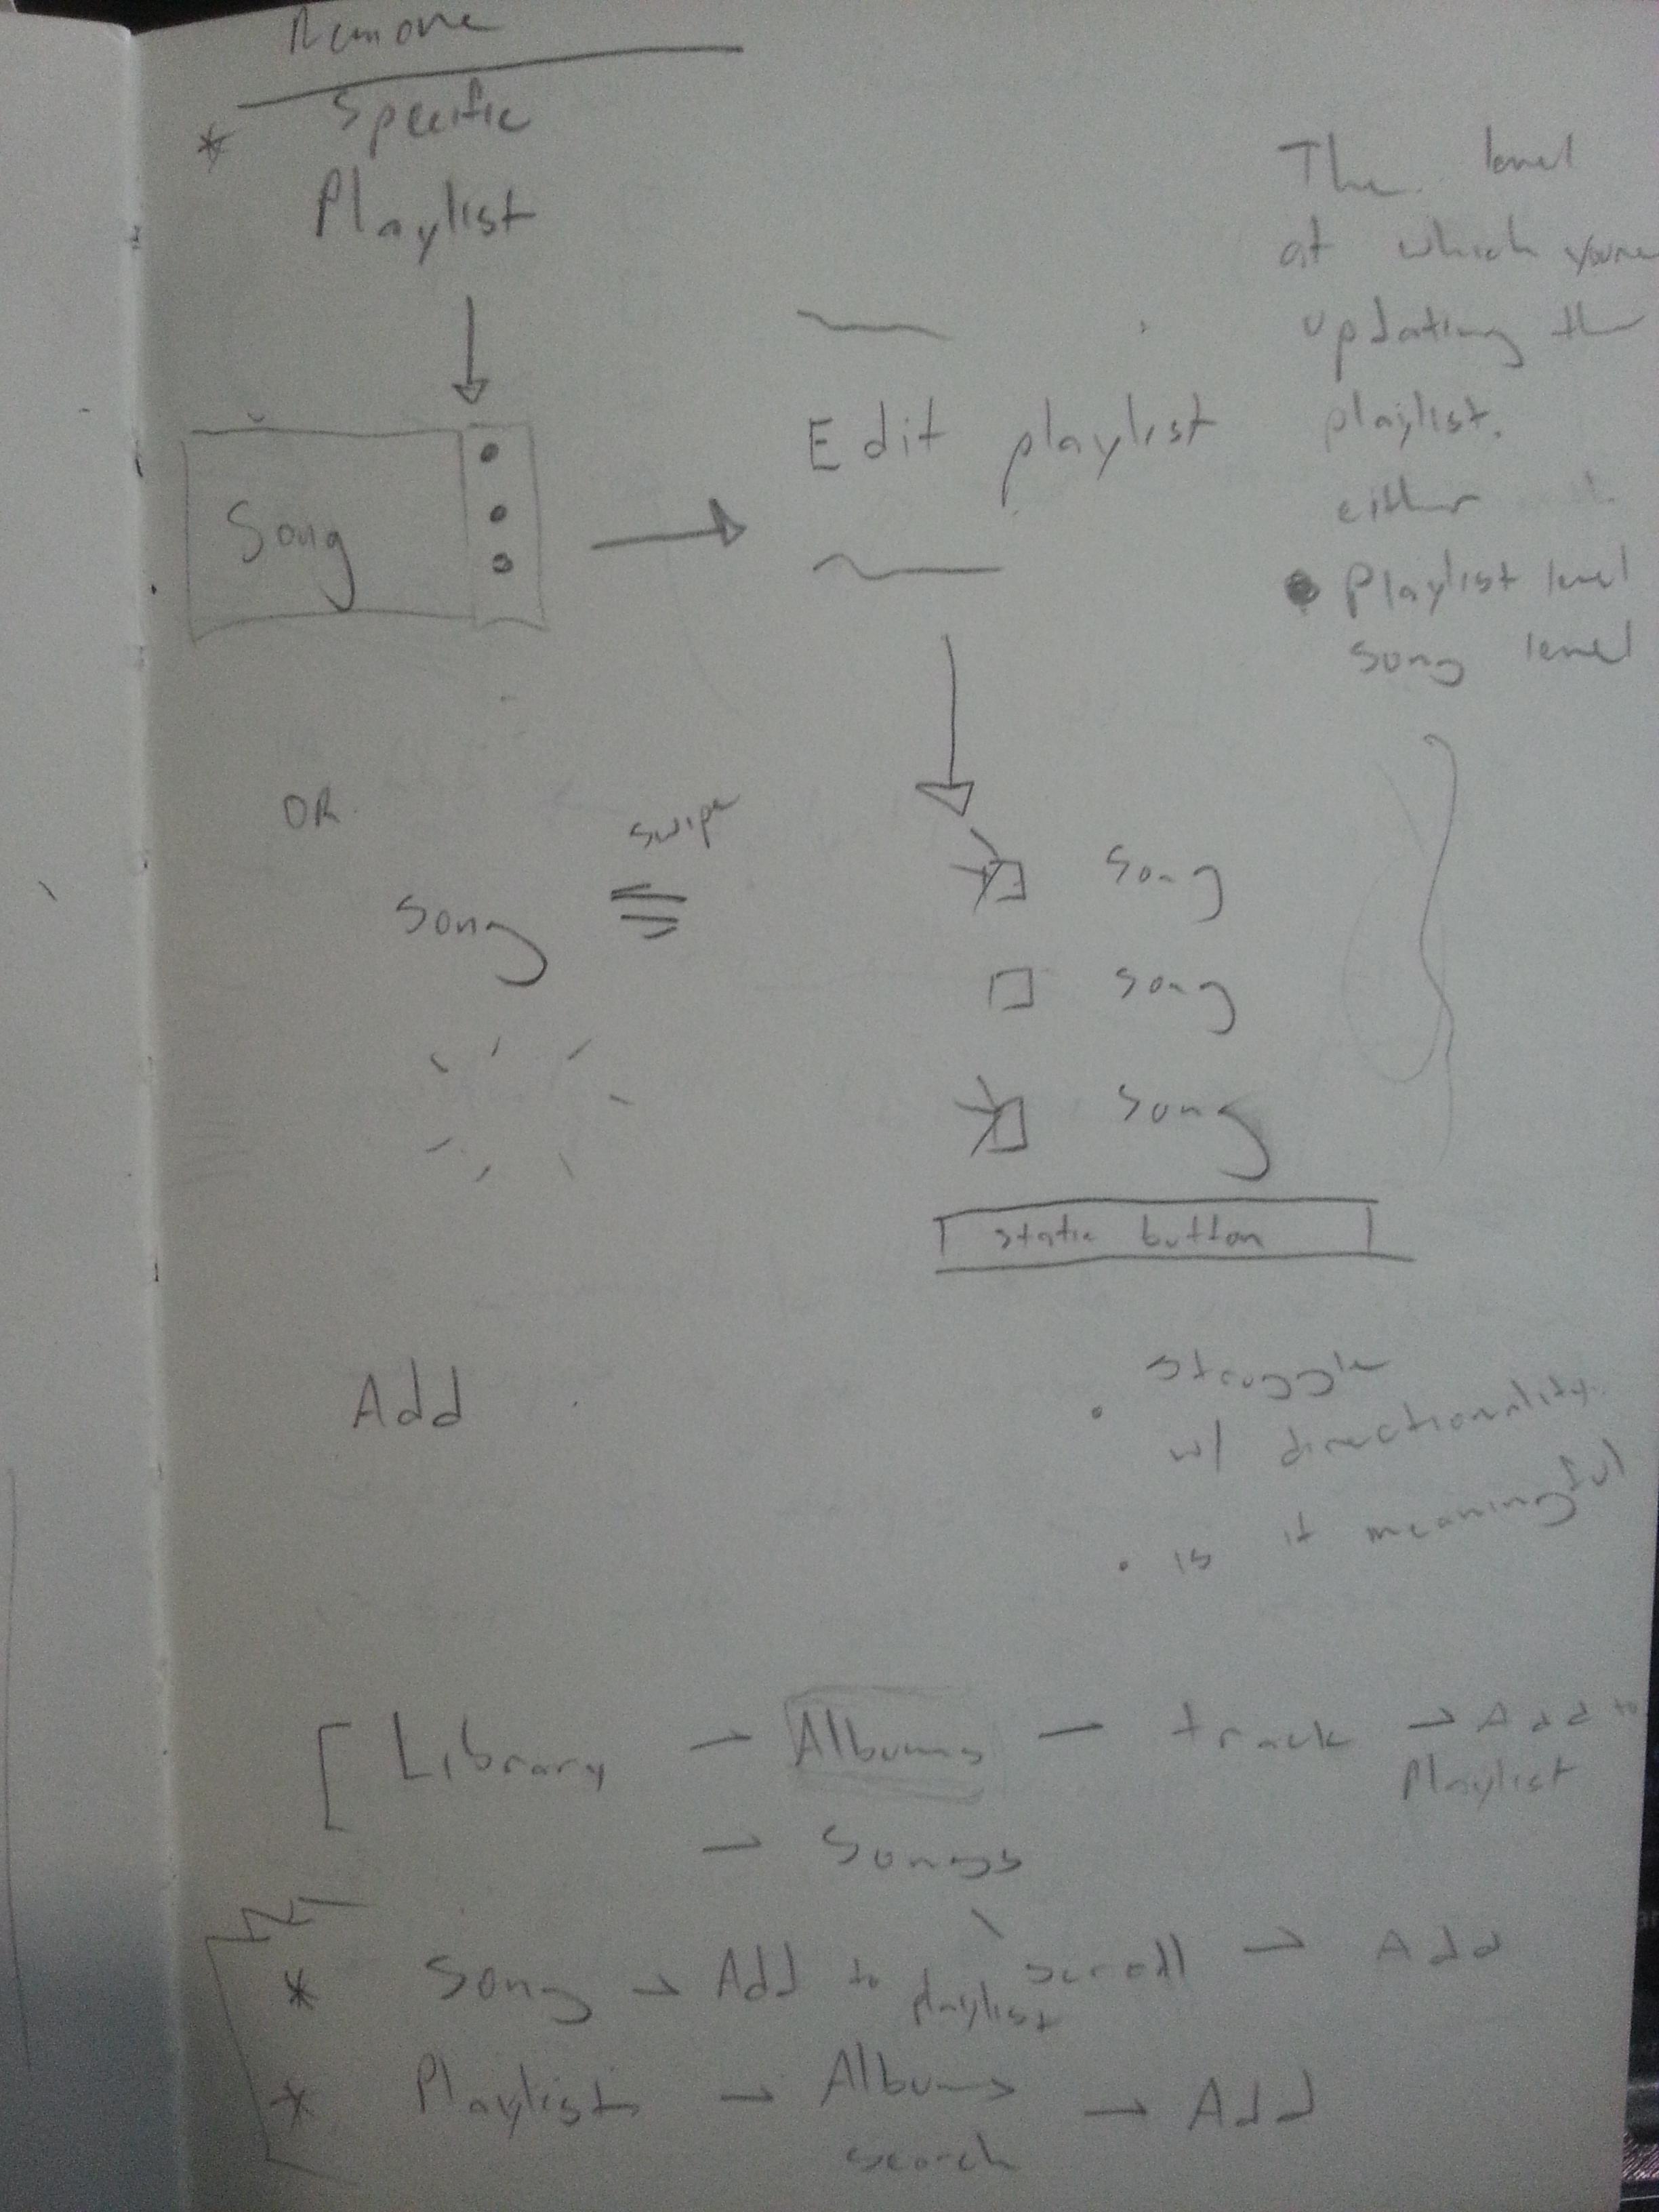 Remove
* Specific
Playlist
Song
Edit playlist
The level
at which youre
updating the
playlist.
either
• Playlist level
song level
OR
Song
swipe
Song
Song
Song
static button
Add
• struggle
w/ directionality.
• is it meaningful
Library → Albums → track → Add to
Playlist
→ Songs
* Song → Add to playlist scroll → Add
* Playlists → Albums → Add
search